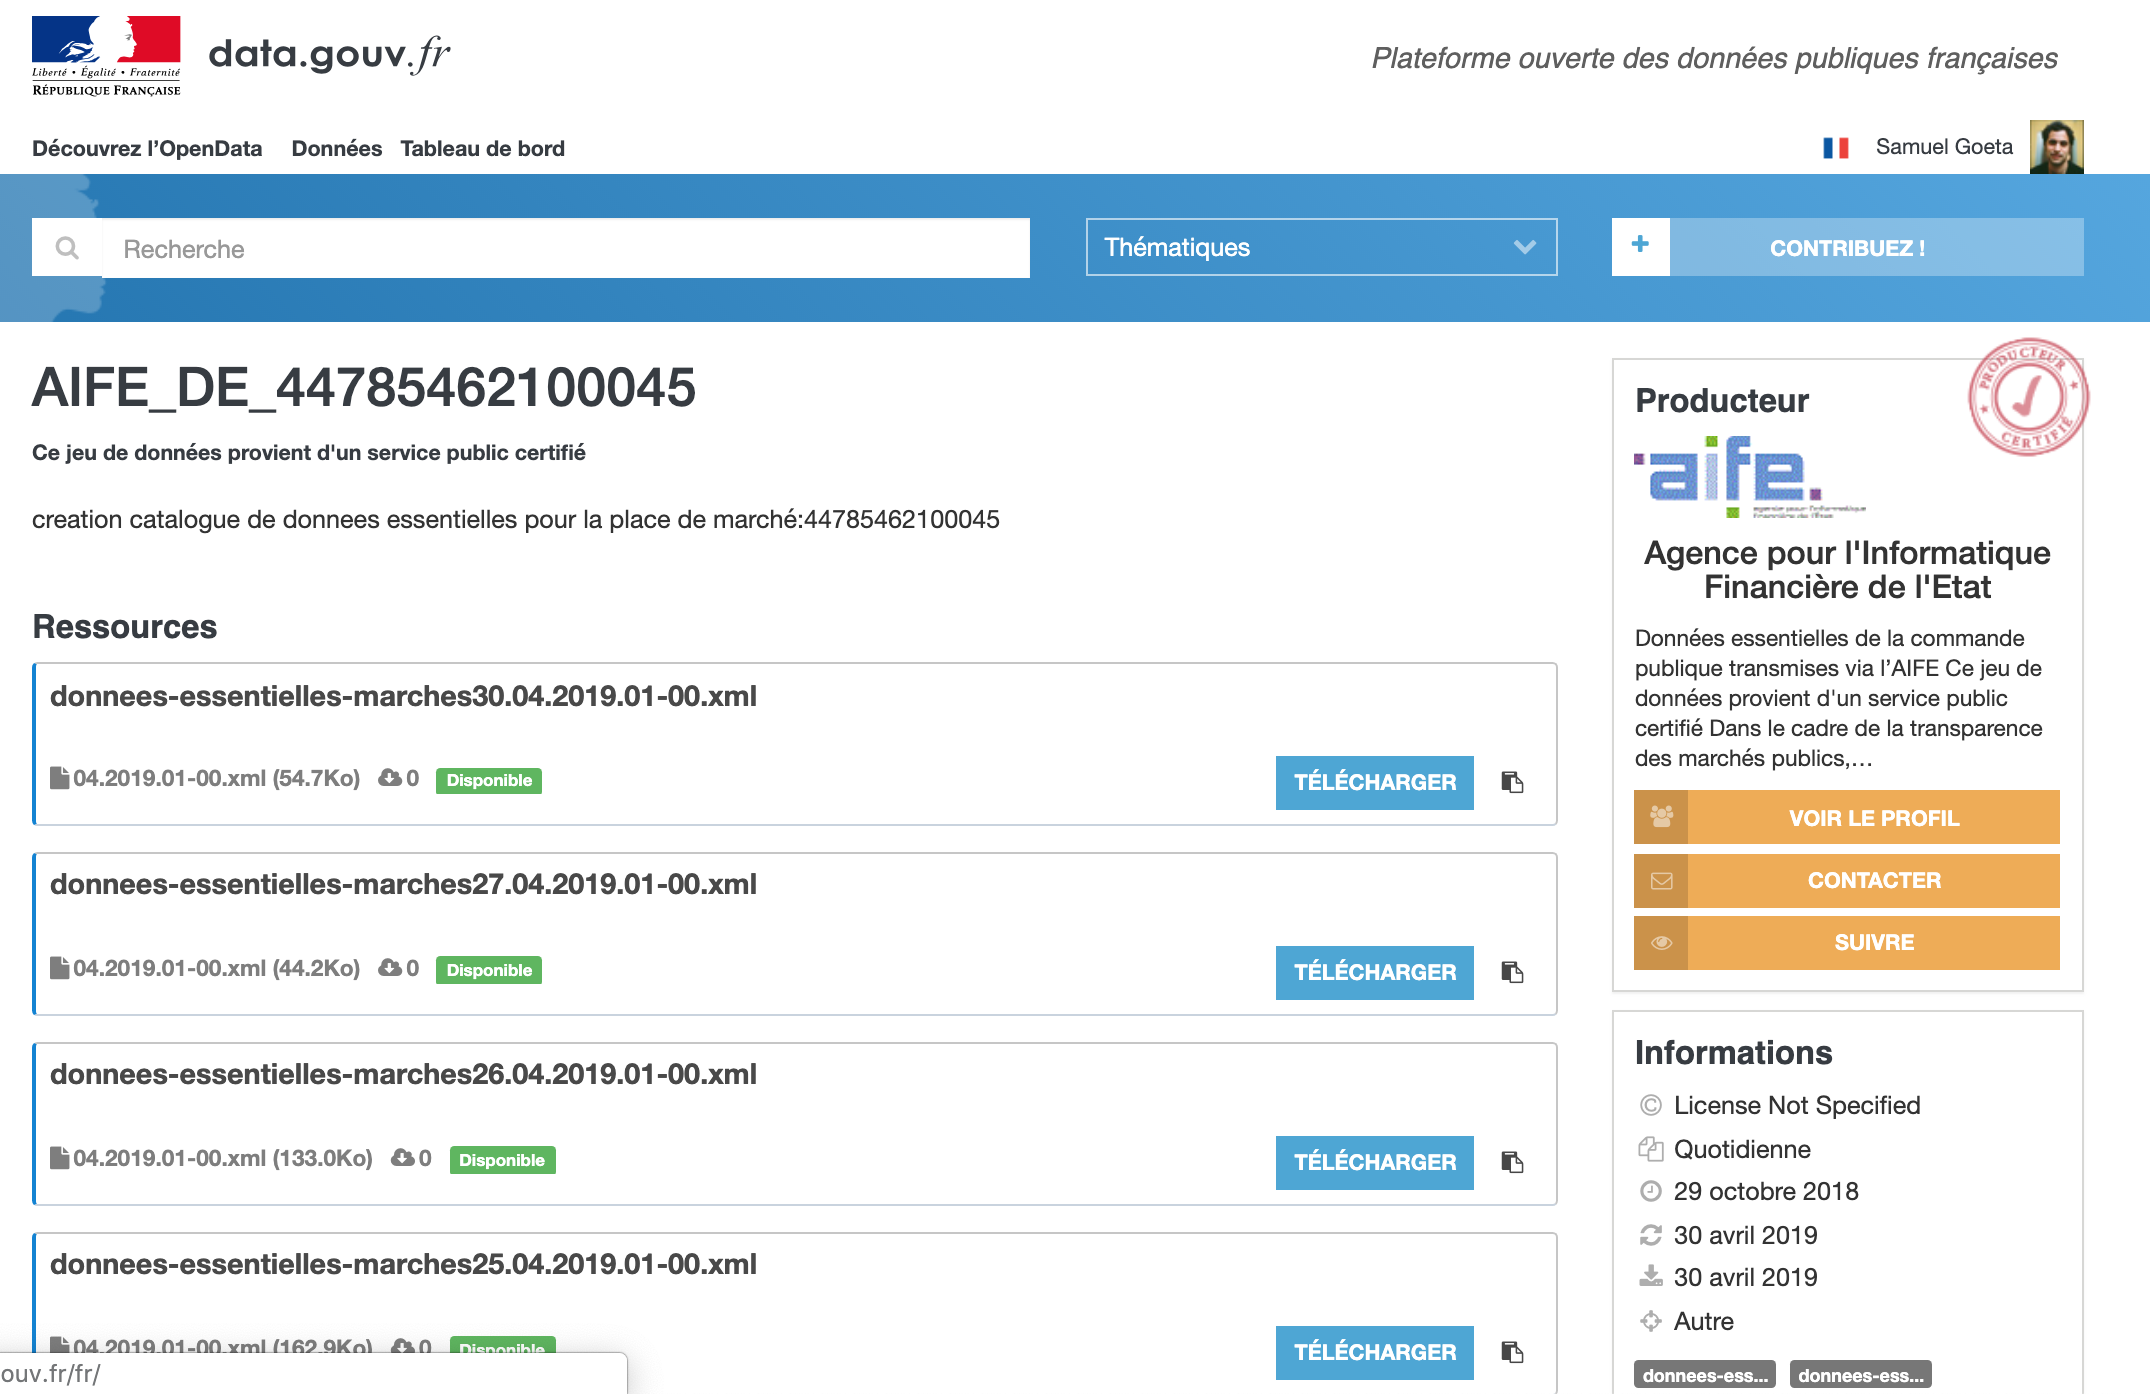 Liberté • Égalité • Fraternité
RÉPUBLIQUE FRANÇAISE
data.gouv.fr
Plateforme ouverte des données publiques françaises
Découvrez l’OpenData Données Tableau de bord
Samuel Goeta
Recherche
Thématiques
+ CONTRIBUEZ !
AIFE_DE_44785462100045
Ce jeu de données provient d'un service public certifié
creation catalogue de donnees essentielles pour la place de marché:44785462100045
Ressources
donnees-essentielles-marches30.04.2019.01-00.xml
04.2019.01-00.xml (54.7Ko) 0 Disponible
TÉLÉCHARGER
donnees-essentielles-marches27.04.2019.01-00.xml
04.2019.01-00.xml (44.2Ko) 0 Disponible
TÉLÉCHARGER
donnees-essentielles-marches26.04.2019.01-00.xml
04.2019.01-00.xml (133.0Ko) 0 Disponible
TÉLÉCHARGER
donnees-essentielles-marches25.04.2019.01-00.xml
04.2019.01-00.xml (162.9Ko) 0 Disponible
TÉLÉCHARGER
ouv.fr/fr/
Producteur
PRODUCTEUR CERTIFIÉ
aife.
agence pour l'informatique
financière de l'État
Agence pour l'Informatique
Financière de l'Etat
Données essentielles de la commande
publique transmises via l’AIFE Ce jeu de
données provient d'un service public
certifié Dans le cadre de la transparence
des marchés publics,…
VOIR LE PROFIL
CONTACTER
SUIVRE
Informations
License Not Specified
Quotidienne
29 octobre 2018
30 avril 2019
30 avril 2019
Autre
donnees-ess... donnees-ess...